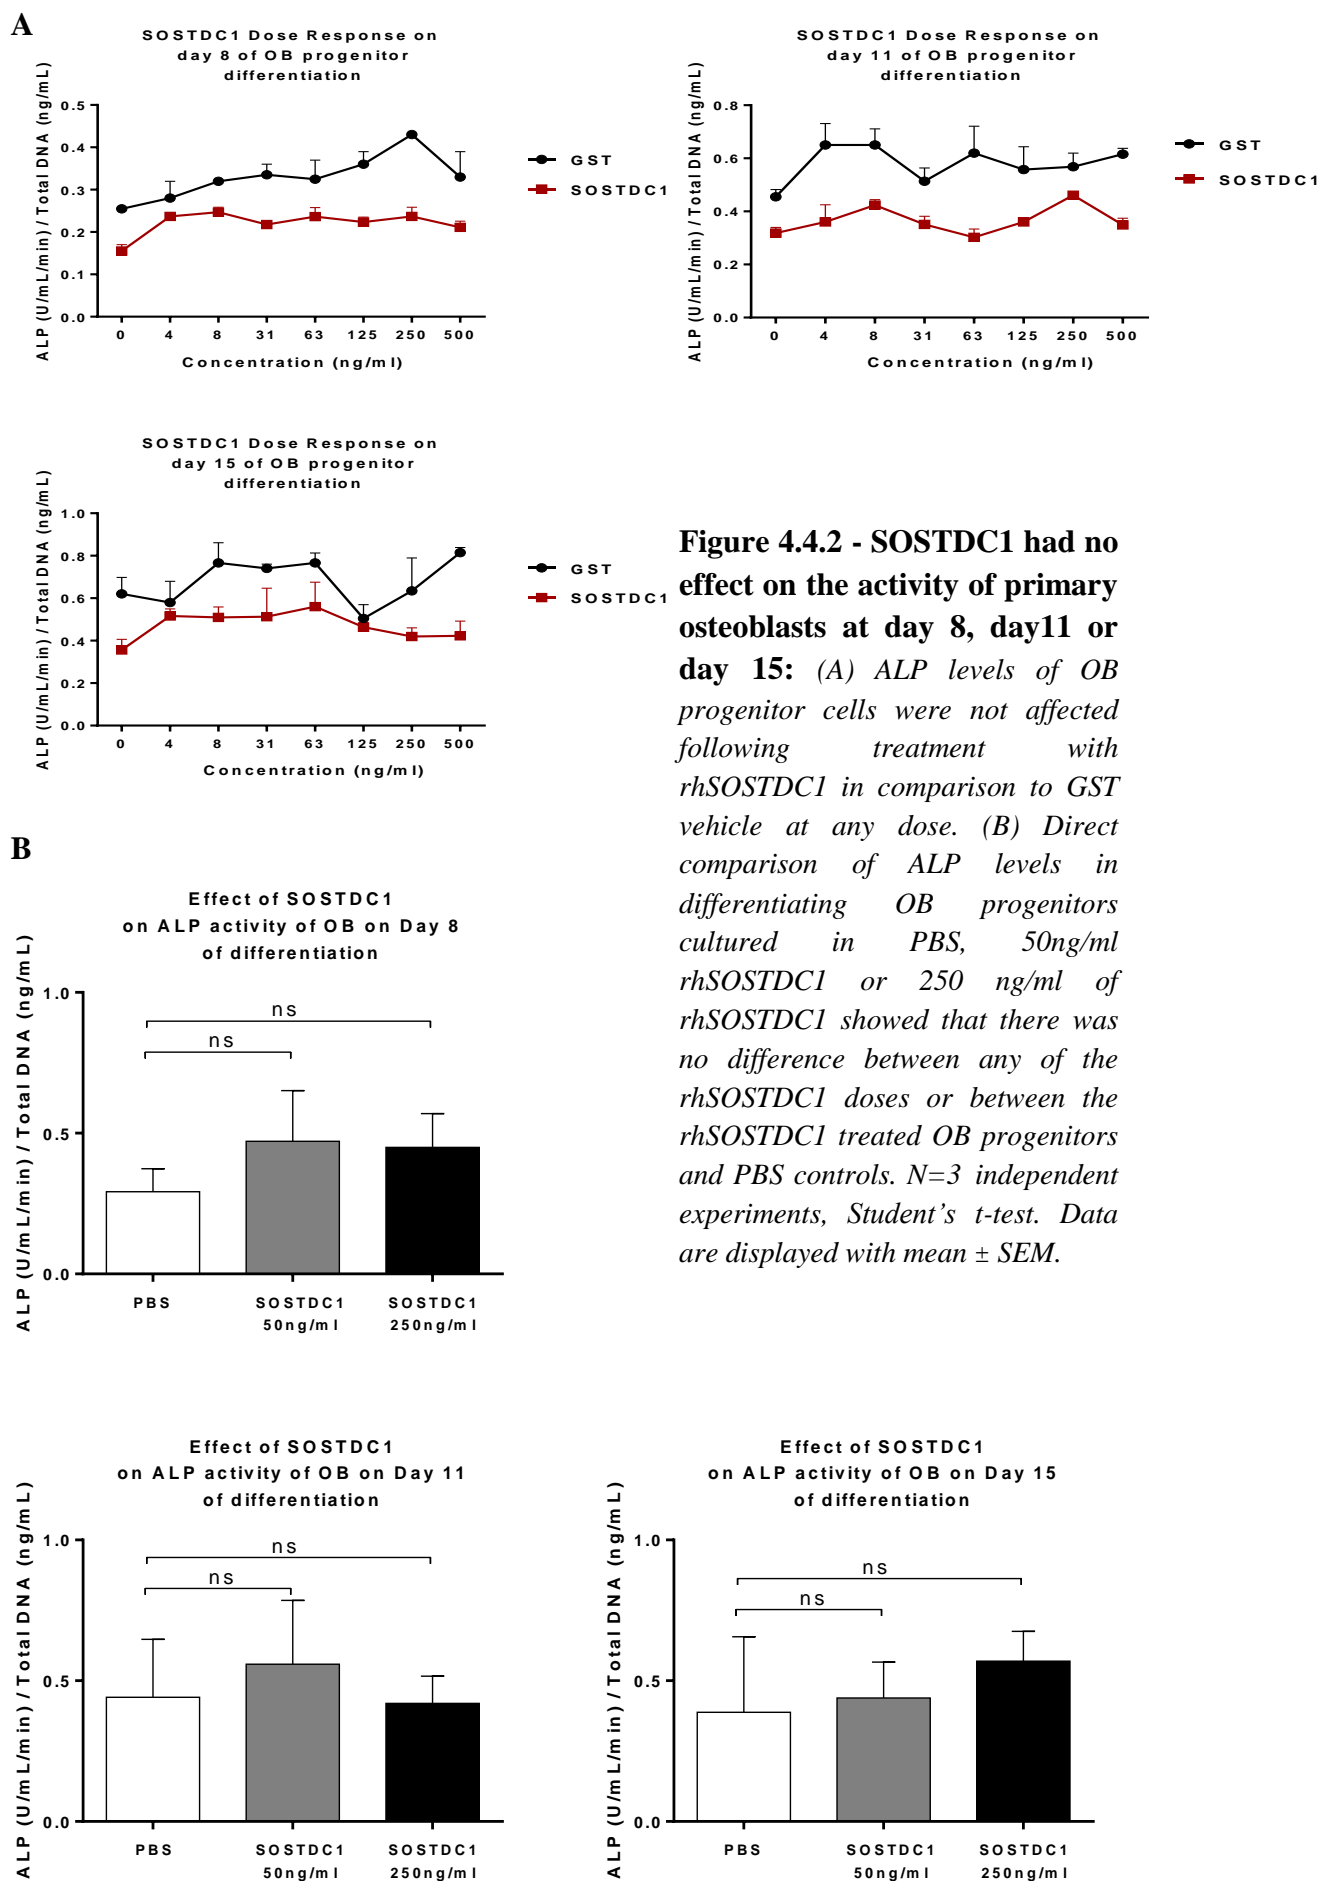 A
SOSTDC1 Dose Response on
day 8 of OB progenitor
differentiation
ALP (U/mL/min) / Total DNA (ng/mL)
0.5
0.4
0.3
0.2
0.1
0.0
0 4 8 31 63 125 250 500
Concentration (ng/ml)
GST
SOSTDC1
SOSTDC1 Dose Response on
day 11 of OB progenitor
differentiation
ALP (U/mL/min) / Total DNA (ng/mL)
0.8
0.6
0.4
0.2
0.0
0 4 8 31 63 125 250 500
Concentration (ng/ml)
GST
SOSTDC1
SOSTDC1 Dose Response on
day 15 of OB progenitor
differentiation
ALP (U/mL/min) / Total DNA (ng/mL)
1.0
0.8
0.6
0.4
0.2
0.0
0 4 8 31 63 125 250 500
Concentration (ng/ml)
GST
SOSTDC1
Figure 4.4.2 - SOSTDC1 had no
effect on the activity of primary
osteoblasts at day 8, day11 or
day 15: (A) ALP levels of OB
progenitor cells were not affected
following treatment with
rhSOSTDC1 in comparison to GST
vehicle at any dose. (B) Direct
comparison of ALP levels in
differentiating OB progenitors
cultured in PBS, 50ng/ml
rhSOSTDC1 or 250 ng/ml of
rhSOSTDC1 showed that there was
no difference between any of the
rhSOSTDC1 doses or between the
rhSOSTDC1 treated OB progenitors
and PBS controls. N=3 independent
experiments, Student's t-test. Data
are displayed with mean ± SEM.
B
Effect of SOSTDC1
on ALP activity of OB on Day 8
of differentiation
ALP (U/mL/min) / Total DNA (ng/mL)
1.0
0.5
0.0
ns
ns
PBS SOSTDC1 SOSTDC1
50ng/ml 250ng/ml
Effect of SOSTDC1
on ALP activity of OB on Day 11
of differentiation
ALP (U/mL/min) / Total DNA (ng/mL)
1.0
0.5
0.0
ns
ns
PBS SOSTDC1 SOSTDC1
50ng/ml 250ng/ml
Effect of SOSTDC1
on ALP activity of OB on Day 15
of differentiation
ALP (U/mL/min) / Total DNA (ng/mL)
1.0
0.5
0.0
ns
ns
PBS SOSTDC1 SOSTDC1
50ng/ml 250ng/ml